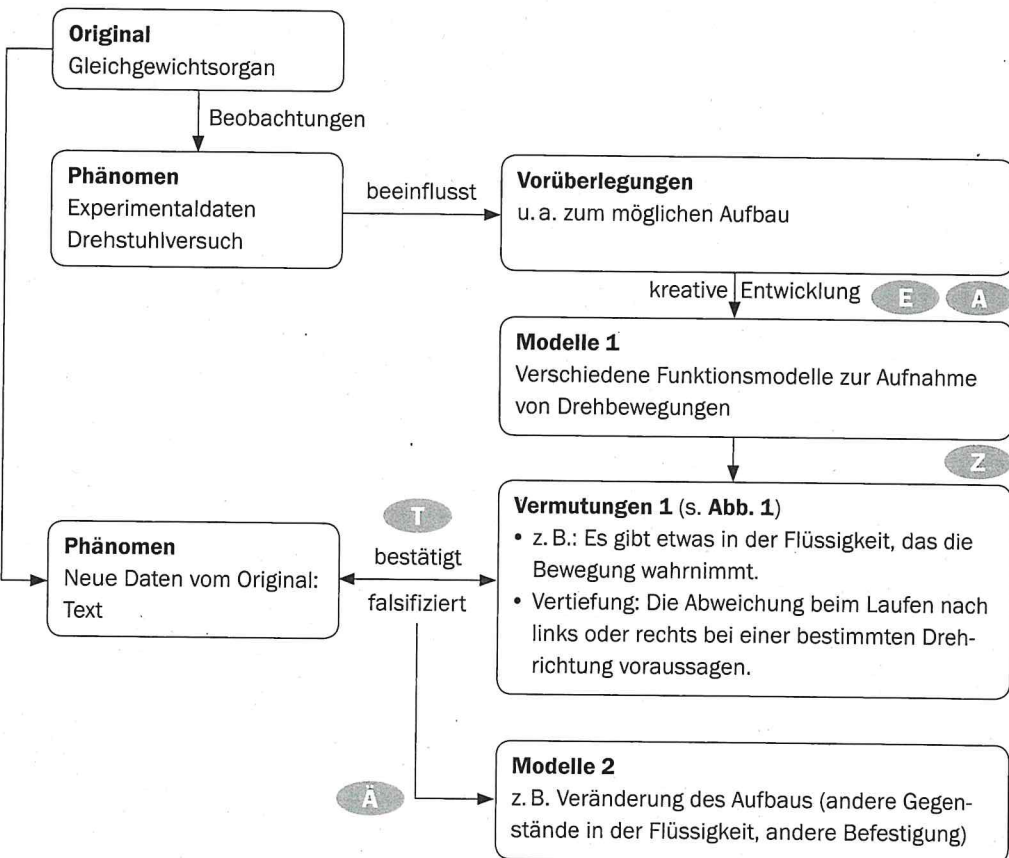 Original
Gleichgewichtsorgan
Beobachtungen
Phänomen
Experimentaldaten
Drehstuhlversuch
beeinflusst
Vorüberlegungen
u. a. zum möglichen Aufbau
kreative Entwicklung E A
Modelle 1
Verschiedene Funktionsmodelle zur Aufnahme
von Drehbewegungen
Z
Vermutungen 1 (s. Abb. 1)
• z. B.: Es gibt etwas in der Flüssigkeit, das die
Bewegung wahrnimmt.
• Vertiefung: Die Abweichung beim Laufen nach
links oder rechts bei einer bestimmten Dreh-
richtung voraussagen.
T
bestätigt
falsifiziert
Phänomen
Neue Daten vom Original:
Text
Ä
Modelle 2
z. B. Veränderung des Aufbaus (andere Gegen-
stände in der Flüssigkeit, andere Befestigung)